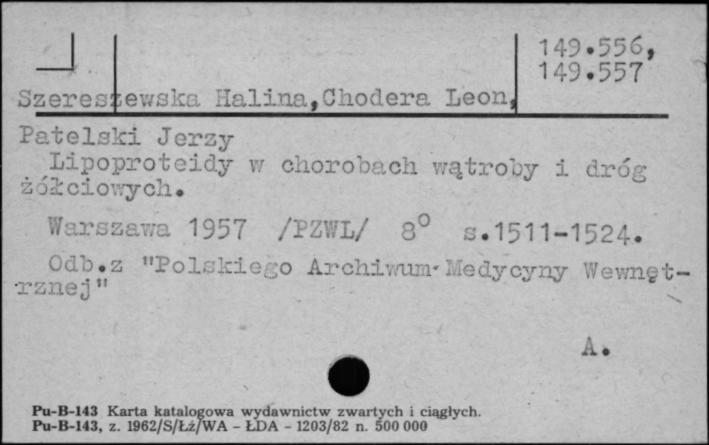 149.556,
149.557
Szereszewska Halina,Chodera Leon,
Patelski Jerzy
Lipoproteidy w chorobach wątroby i dróg
żółciowych.
Warszawa 1957 /PZWL/ 8° s.1511-1524.
Odb.z "Polskiego Archiwum Medycyny Wewnęt-
rznej"
A.
Pu-B-143 Karta katalogowa wydawnictw zwartych i ciągłych.
Pu-B-143, z. 1962/S/Łź/WA - ŁDA - 1203/82 n. 500 000